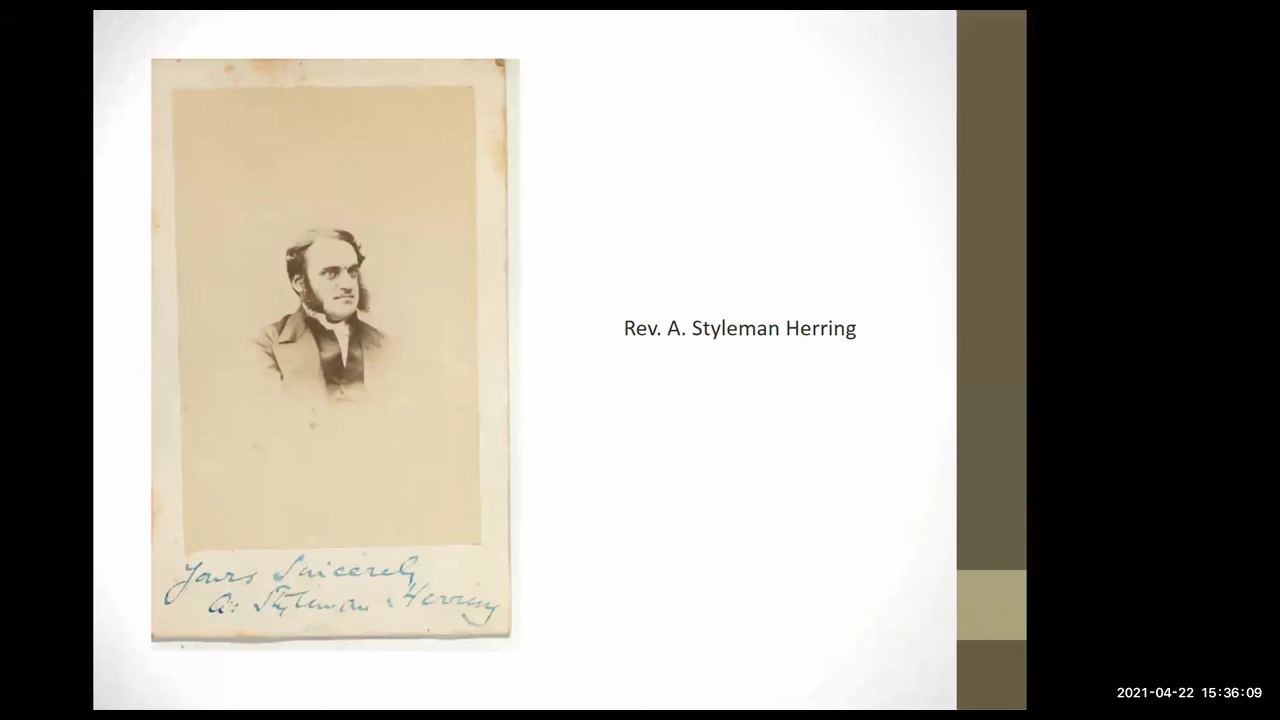 Rev. A. Styleman Herring
Yours Sincerely
A. Styleman Herring
2021-04-22 15:36:09